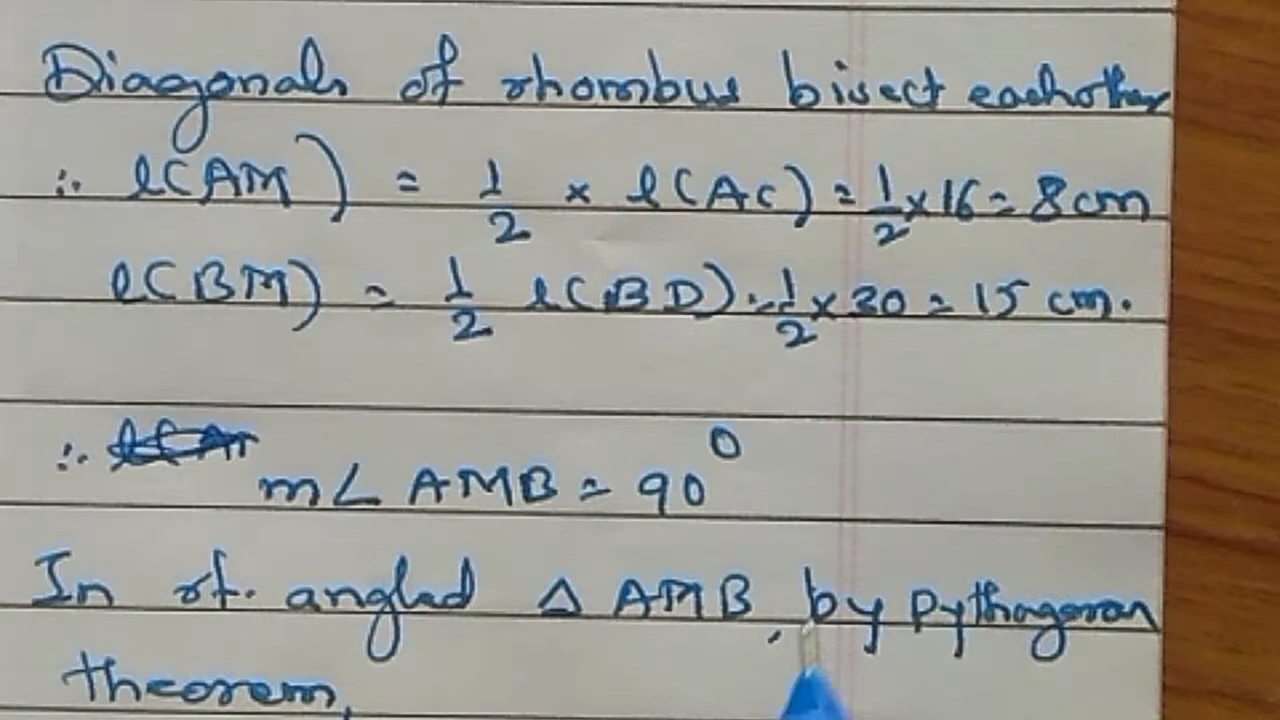 Diagonals of rhombus bisect eachother
∴ l(AM) = 1/2 × l(AC) = 1/2 × 16 = 8 cm
l(BM) = 1/2 l(BD) = 1/2 × 30 = 15 cm.
∴ m∠ AMB = 90°
In rt. angled △ AMB, by Pythagoran
theorem,